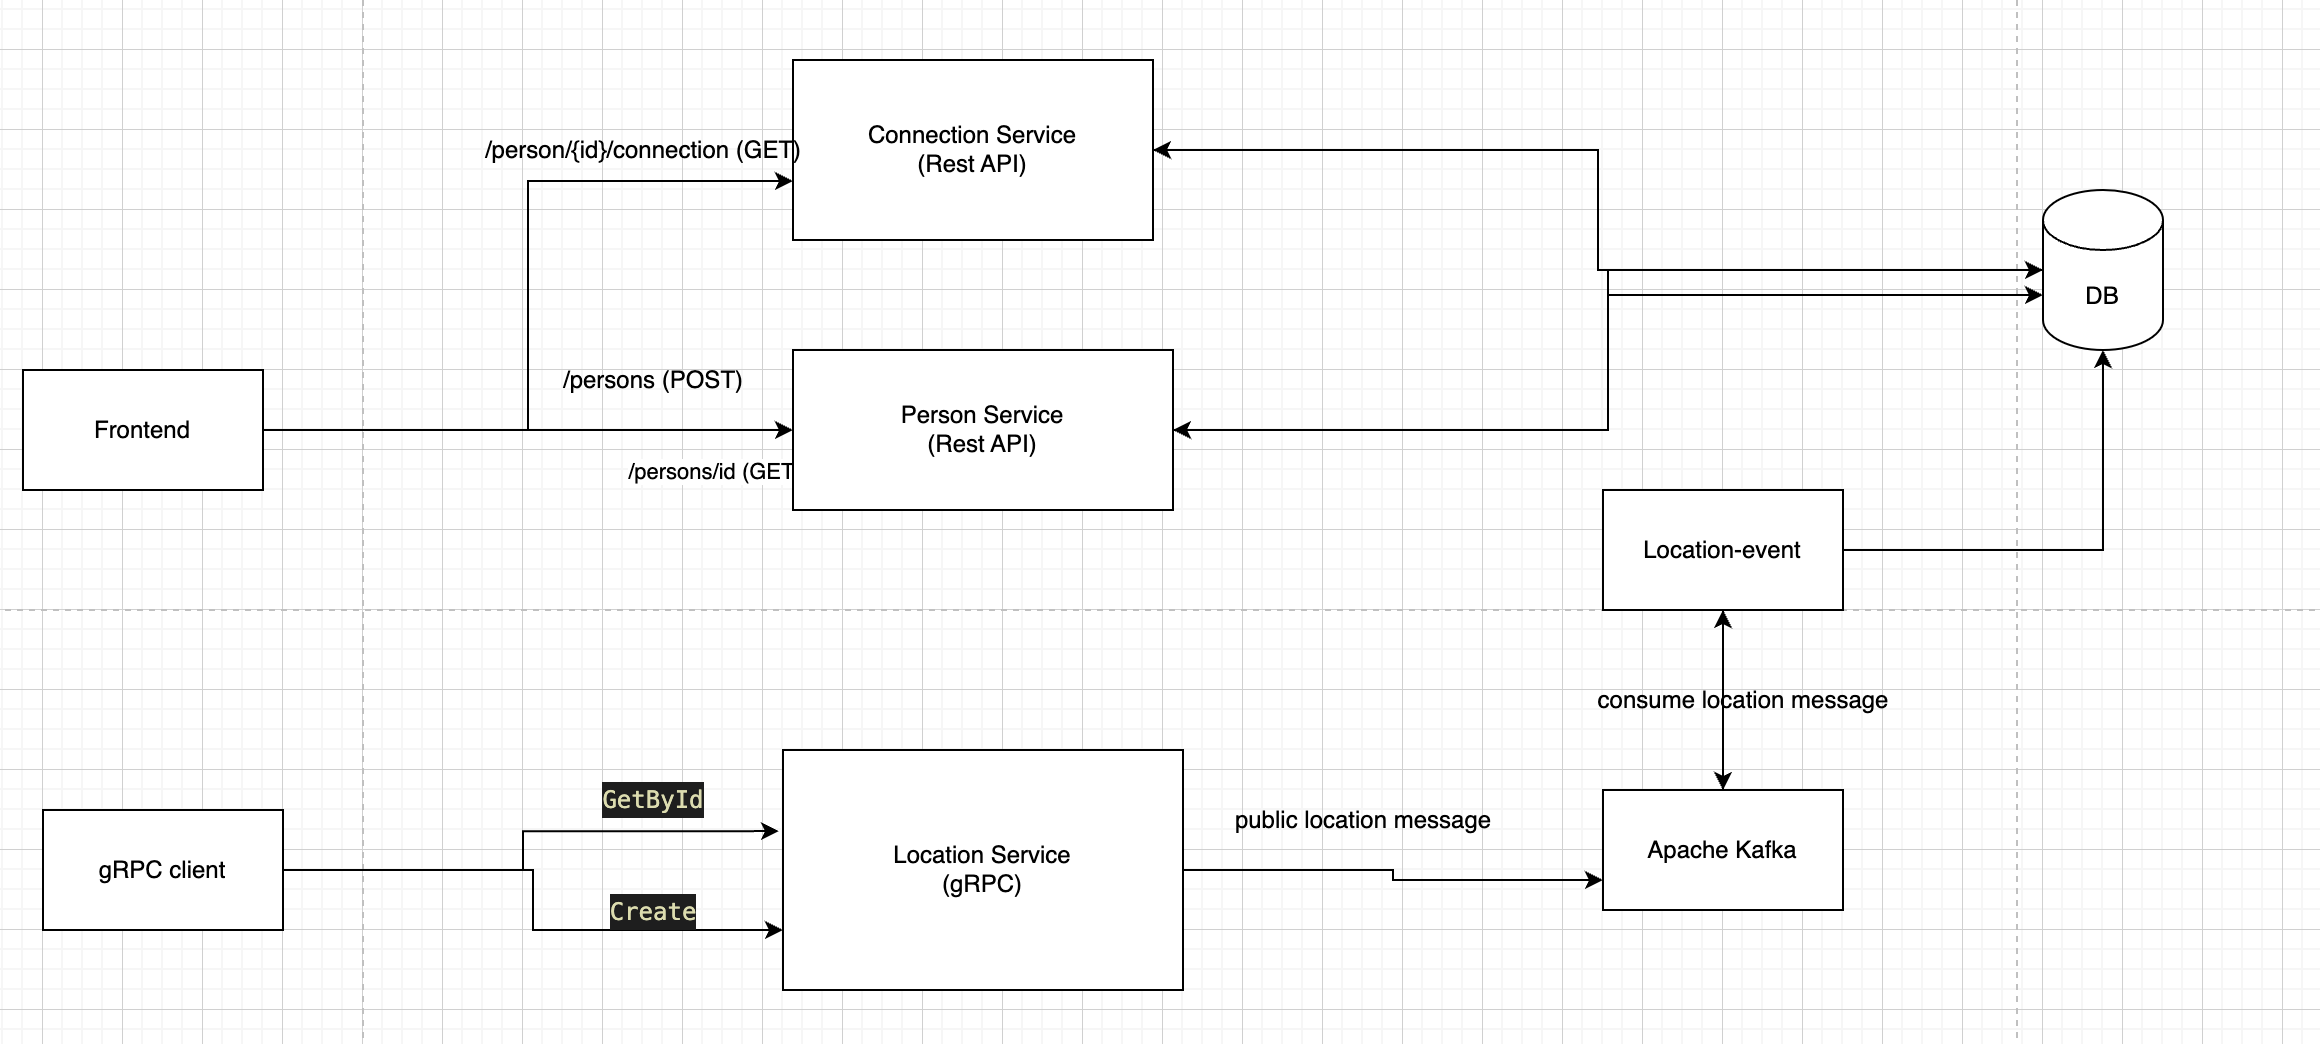 Connection Service
(Rest API)
/person/{id}/connection (GET)
DB
/persons (POST)
Frontend
Person Service
(Rest API)
/persons/id (GET
Location-event
consume location message
GetById
public location message
Location Service
(gRPC)
Apache Kafka
gRPC client
Create